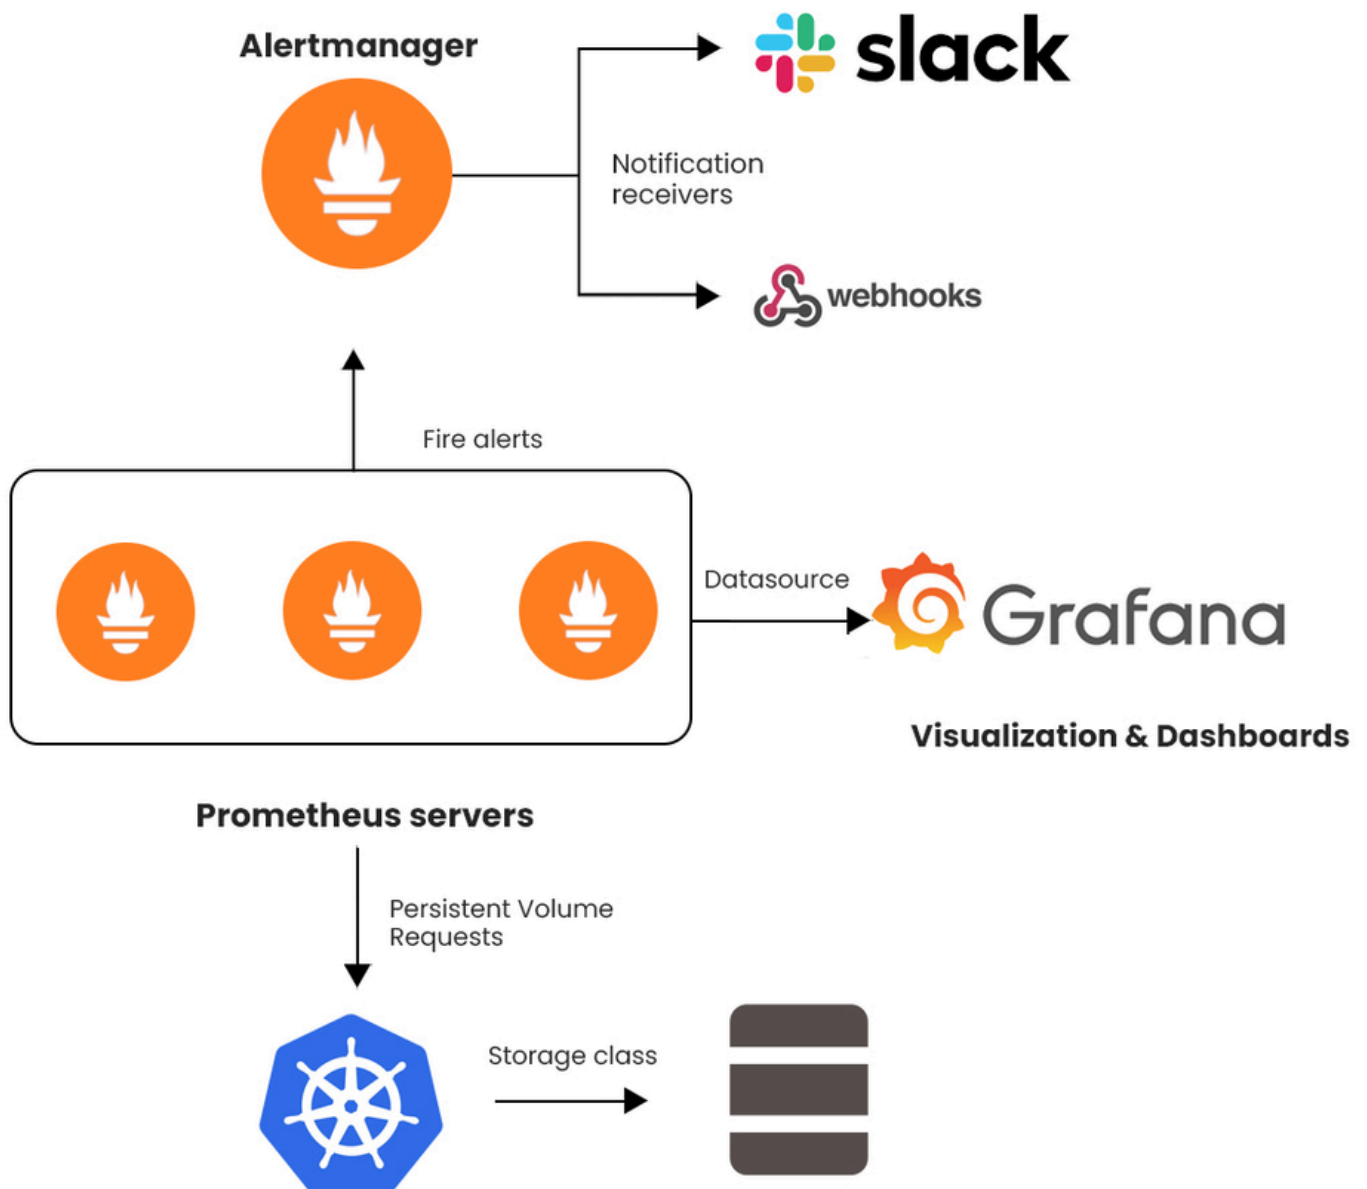 Alertmanager
slack
Notification
receivers
webhooks
Fire alerts
Datasource
Grafana
Visualization & Dashboards
Prometheus servers
Persistent Volume
Requests
Storage class